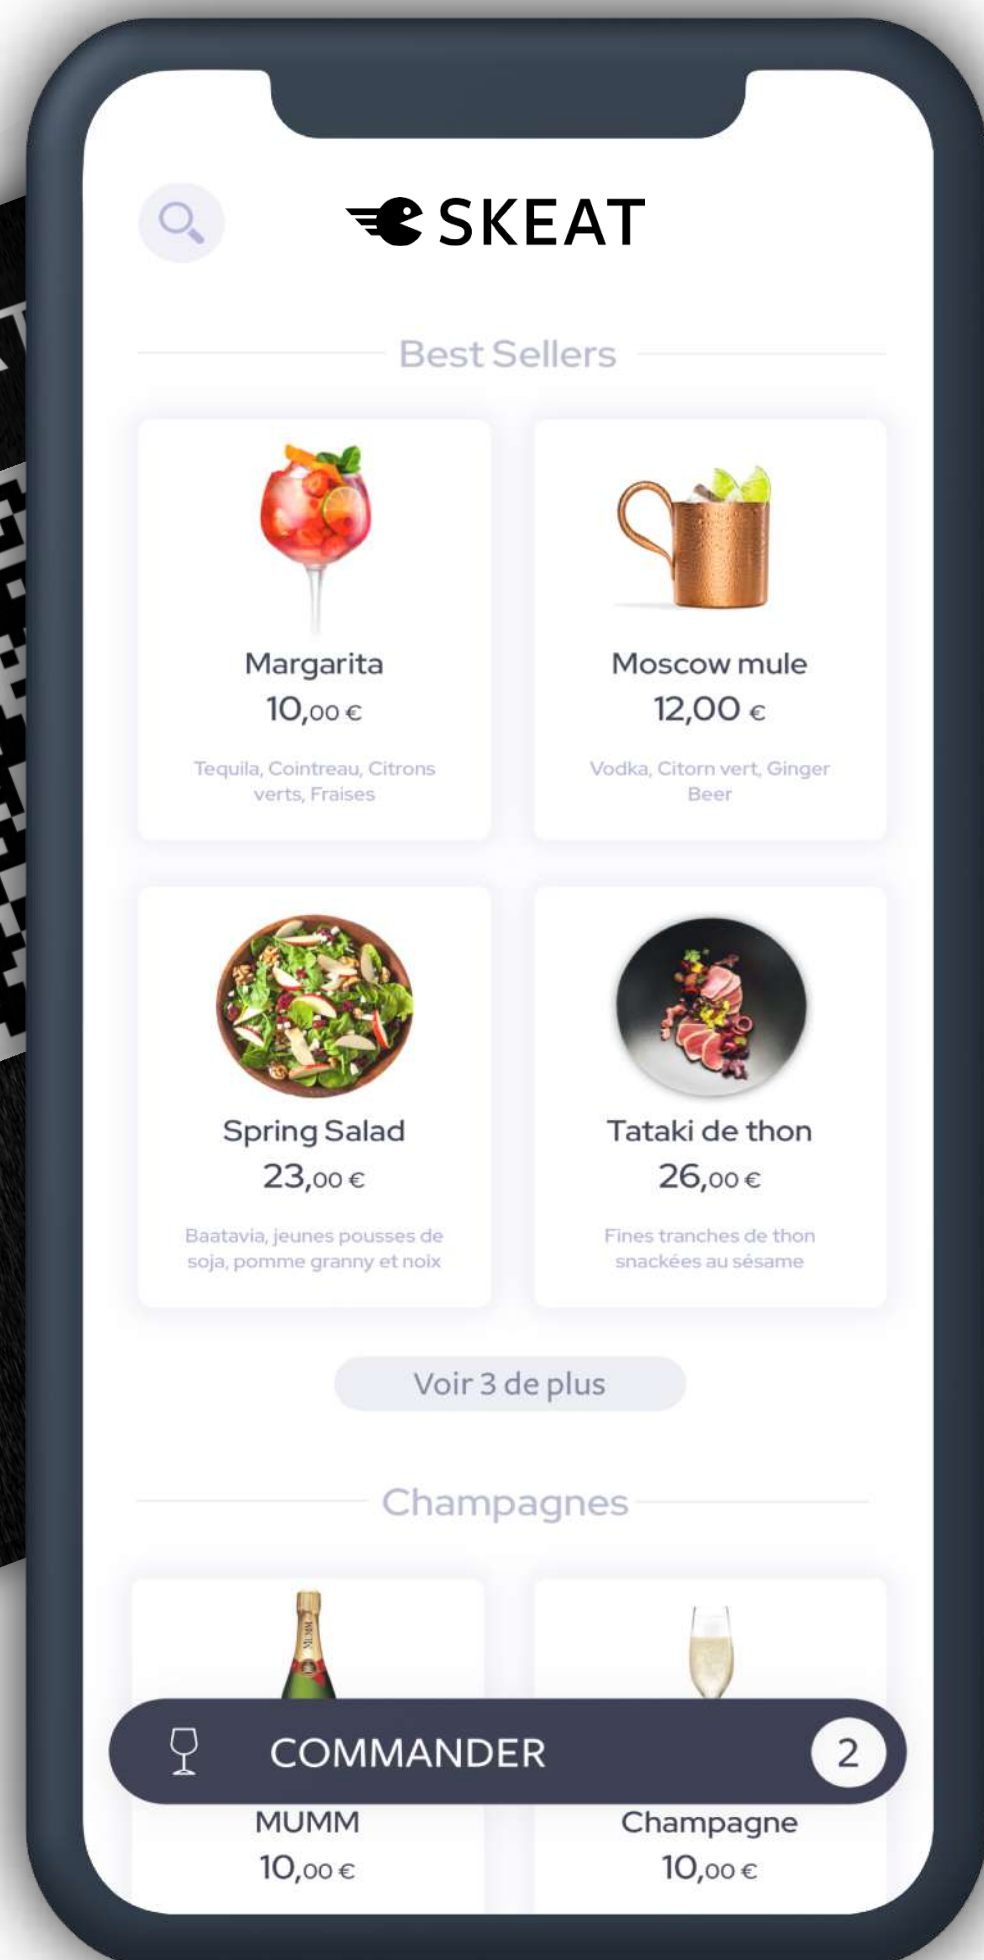 SKEAT
Best Sellers
Margarita
10,00 €
Tequila, Cointreau, Citrons
verts, Fraises
Moscow mule
12,00 €
Vodka, Citorn vert, Ginger
Beer
Spring Salad
23,00 €
Baatavia, jeunes pousses de
soja, pomme granny et noix
Tataki de thon
26,00 €
Fines tranches de thon
snackées au sésame
Voir 3 de plus
Champagnes
MUMM
COMMANDER
2
MUMM
10,00 €
Champagne
10,00 €